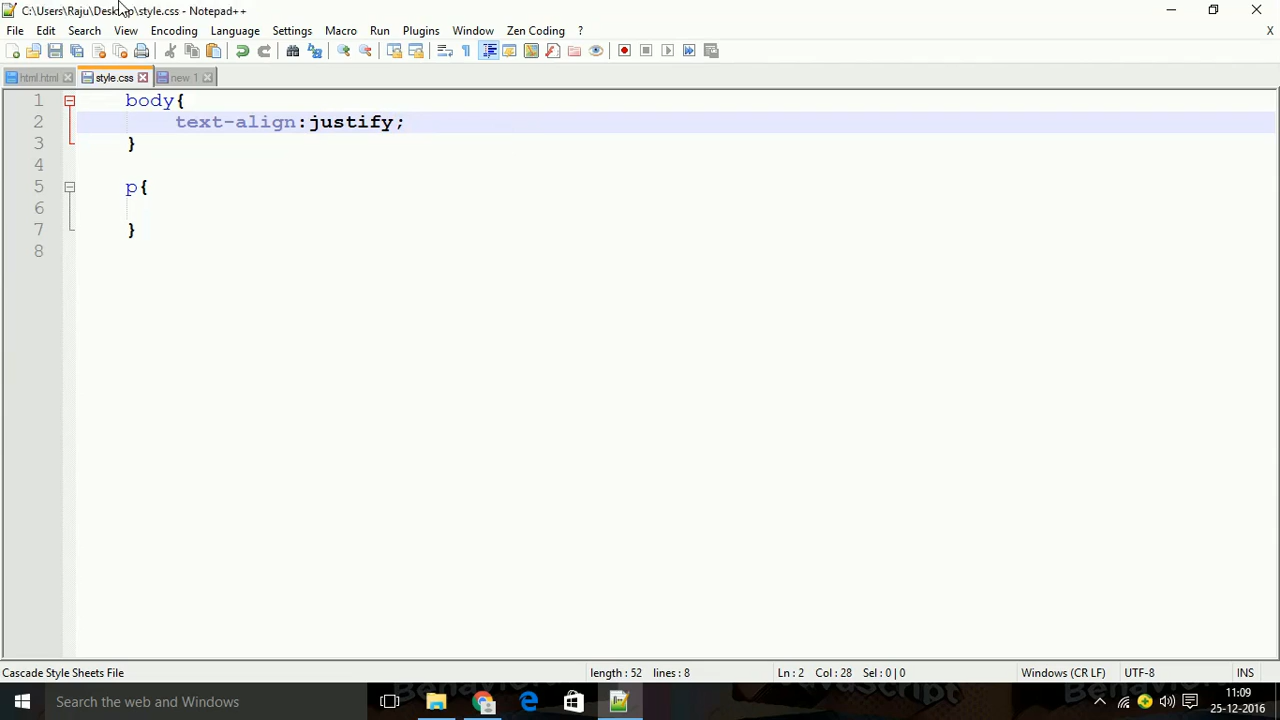 C:\Users\Raju\Desktop\style.css - Notepad++
File Edit Search View Encoding Language Settings Macro Run Plugins Window Zen Coding ? X
html.html style.css new 1
1 body{
2 text-align:justify;
3 }
4
5 p{
6
7 }
8
Cascade Style Sheets File length : 52 lines : 8 Ln : 2 Col : 28 Sel : 0 | 0 Windows (CR LF) UTF-8 INS
Search the web and Windows
11:09
25-12-2016